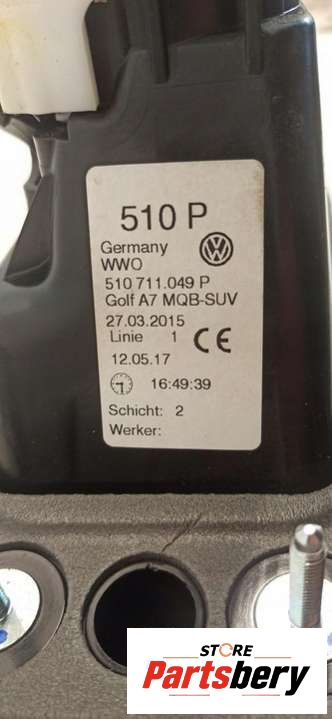 510 P
Germany
WWO
510 711.049 P
Golf A7 MQB-SUV
27.03.2015
Linie 1 CE
12.05.17
16:49:39
Schicht: 2
Werker:
STORE
Partsbery